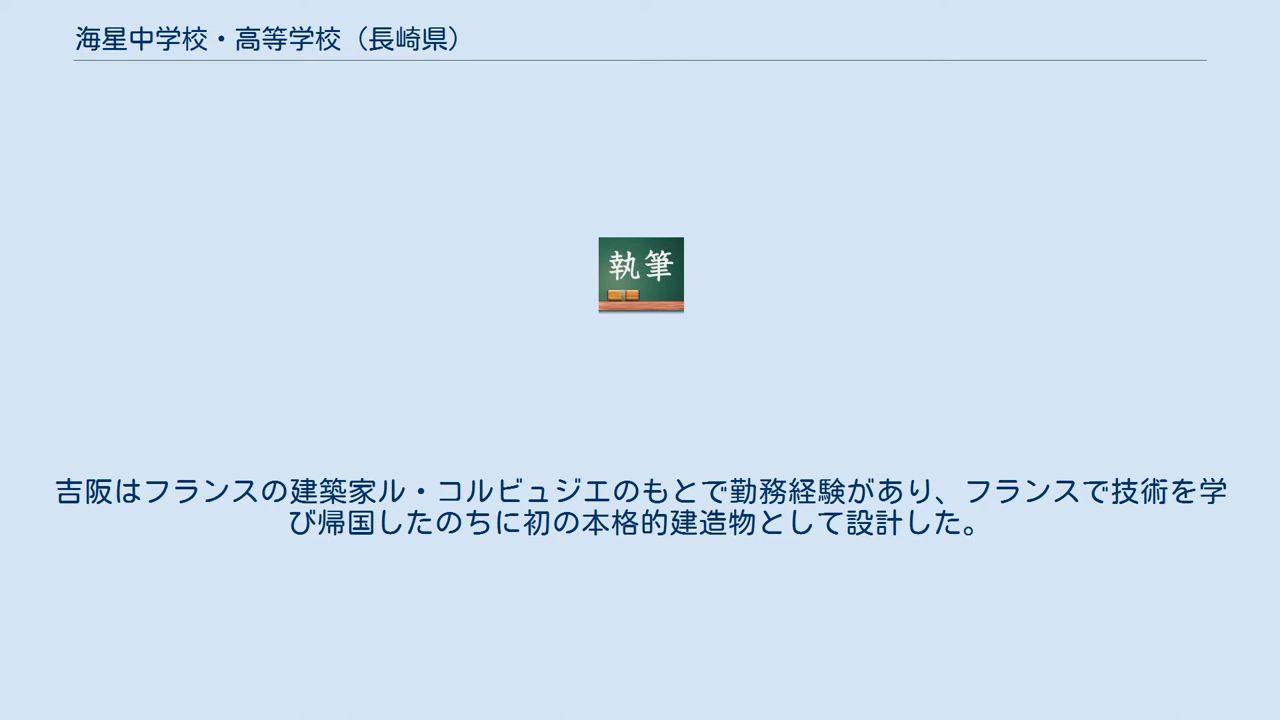 海星中学校・高等学校（長崎県）
執筆
吉阪はフランスの建築家ル・コルビュジエのもとで勤務経験があり、フランスで技術を学
び帰国したのちに初の本格的建造物として設計した。